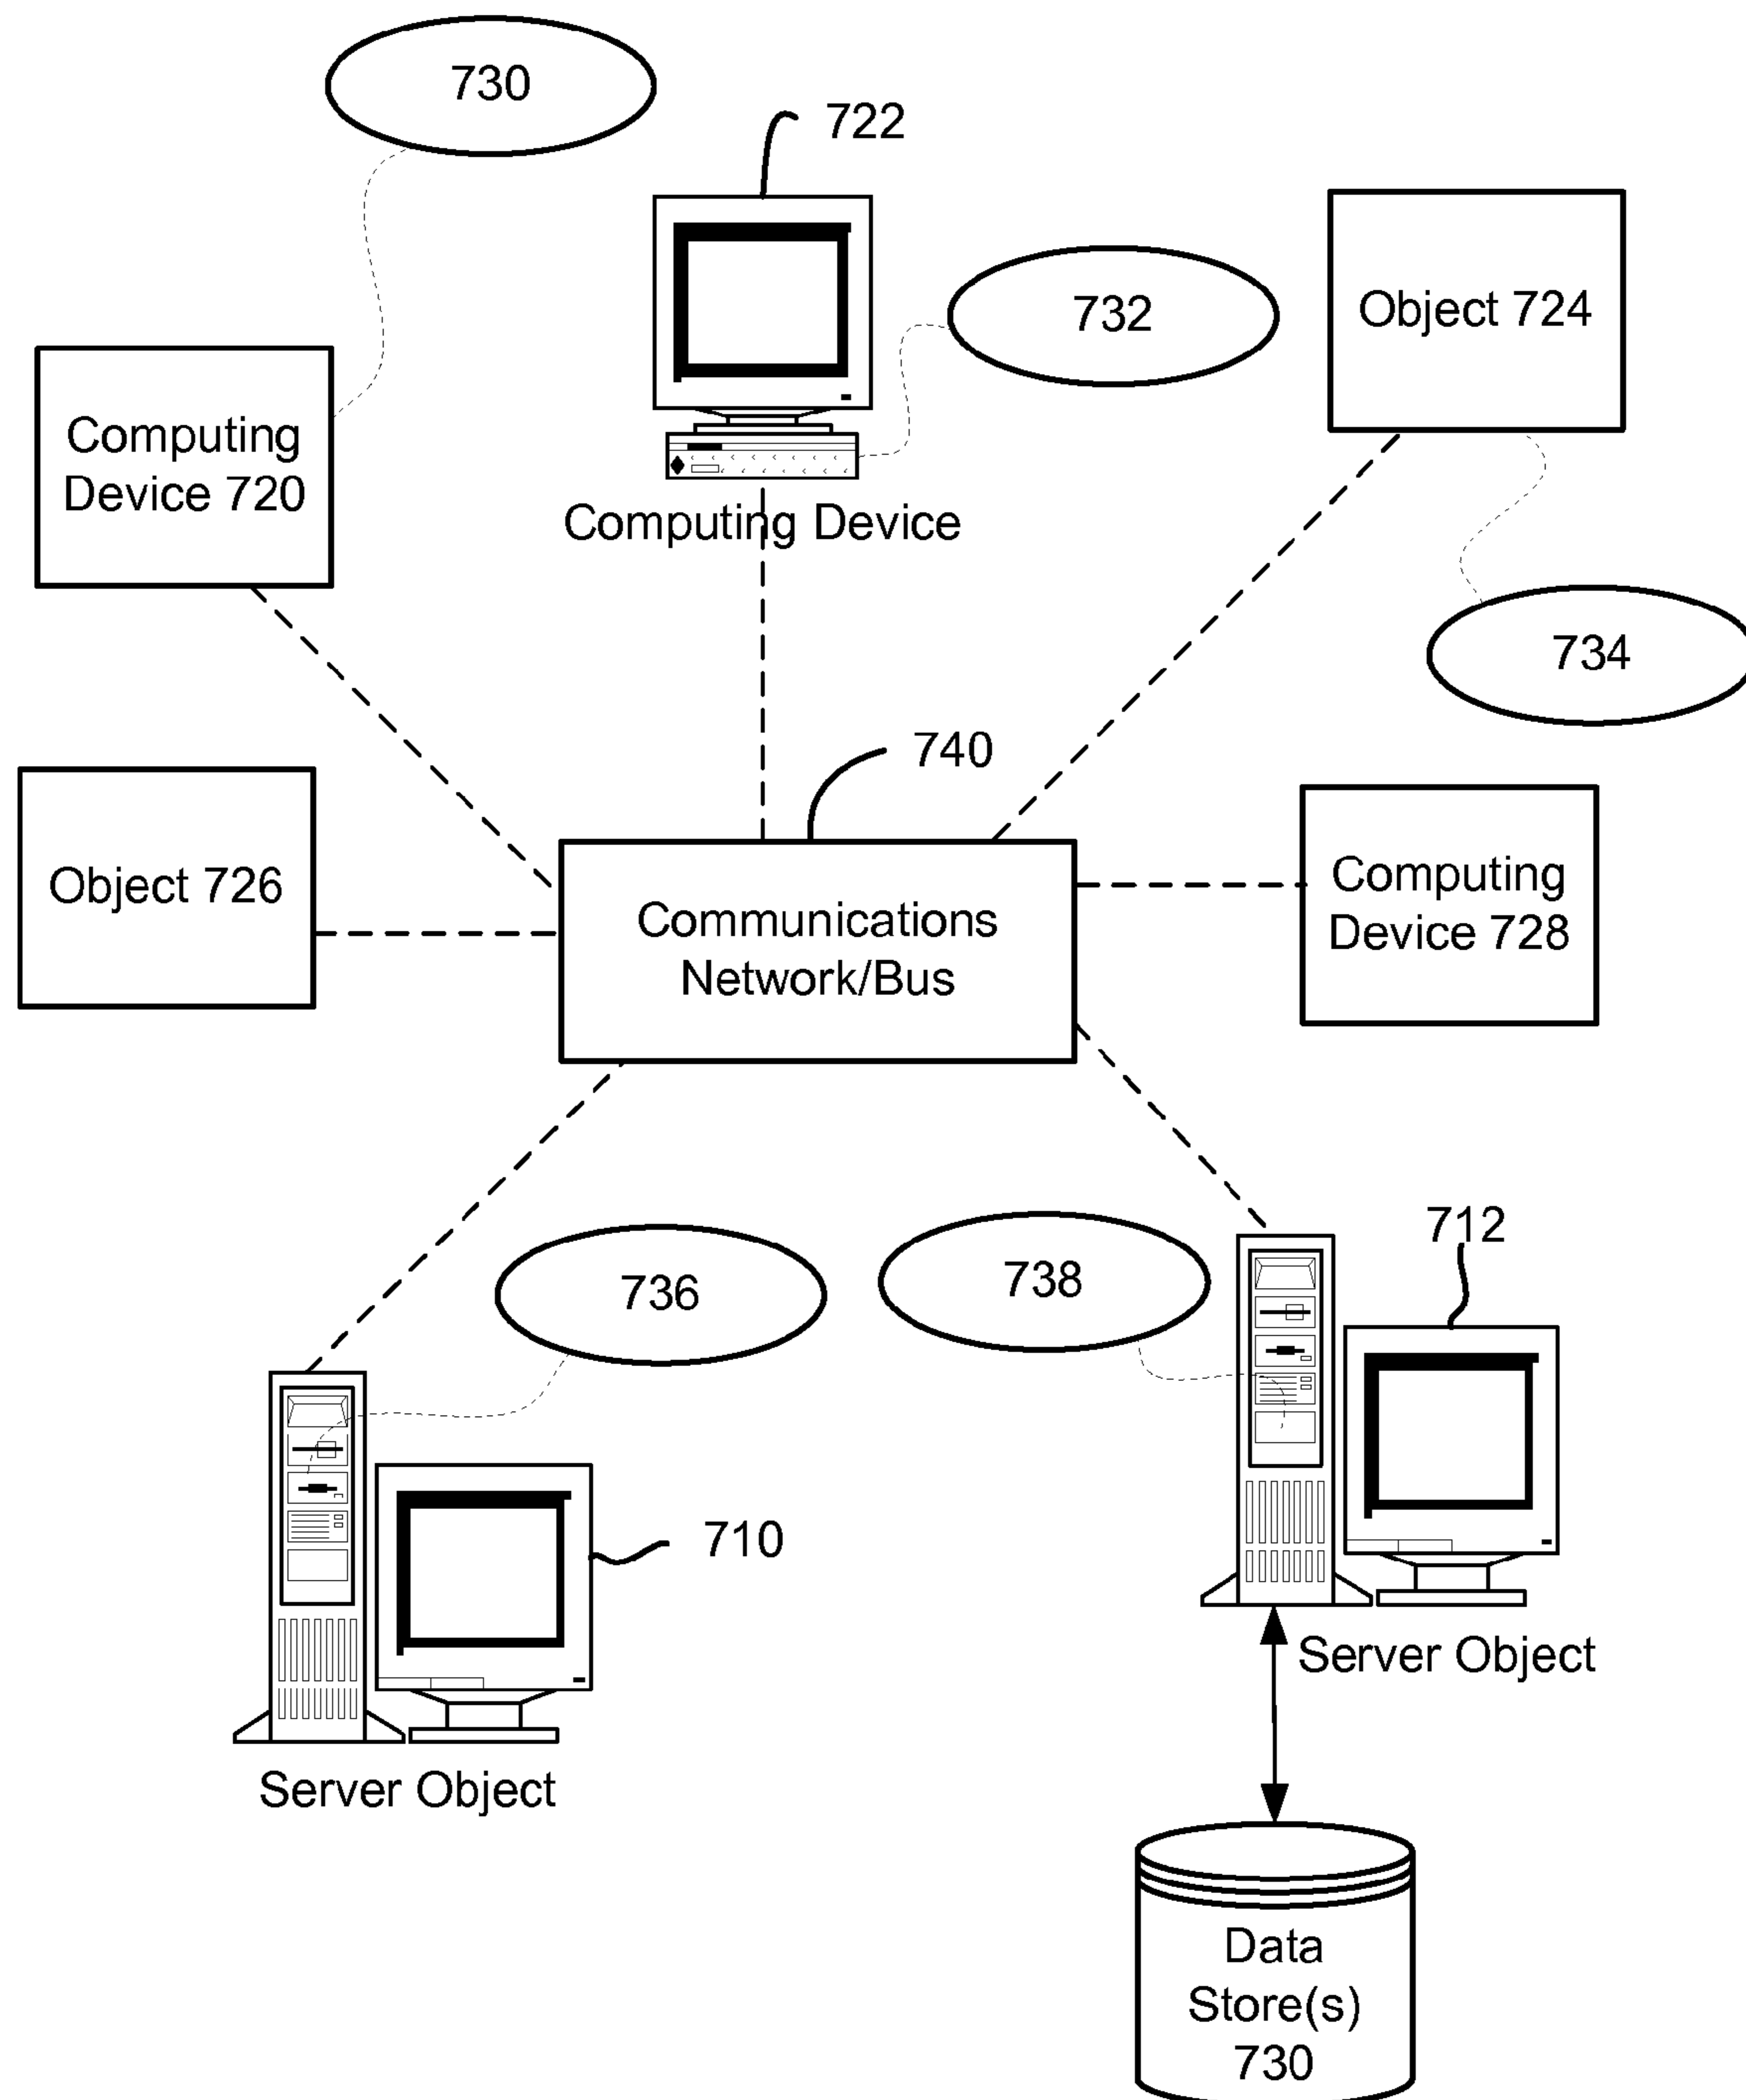 730
722
732
Object 724
Computing
Device 720
Computing Device
734
740
Object 726
Communications
Network/Bus
Computing
Device 728
736
738
712
710
Server Object
Server Object
Data
Store(s)
730